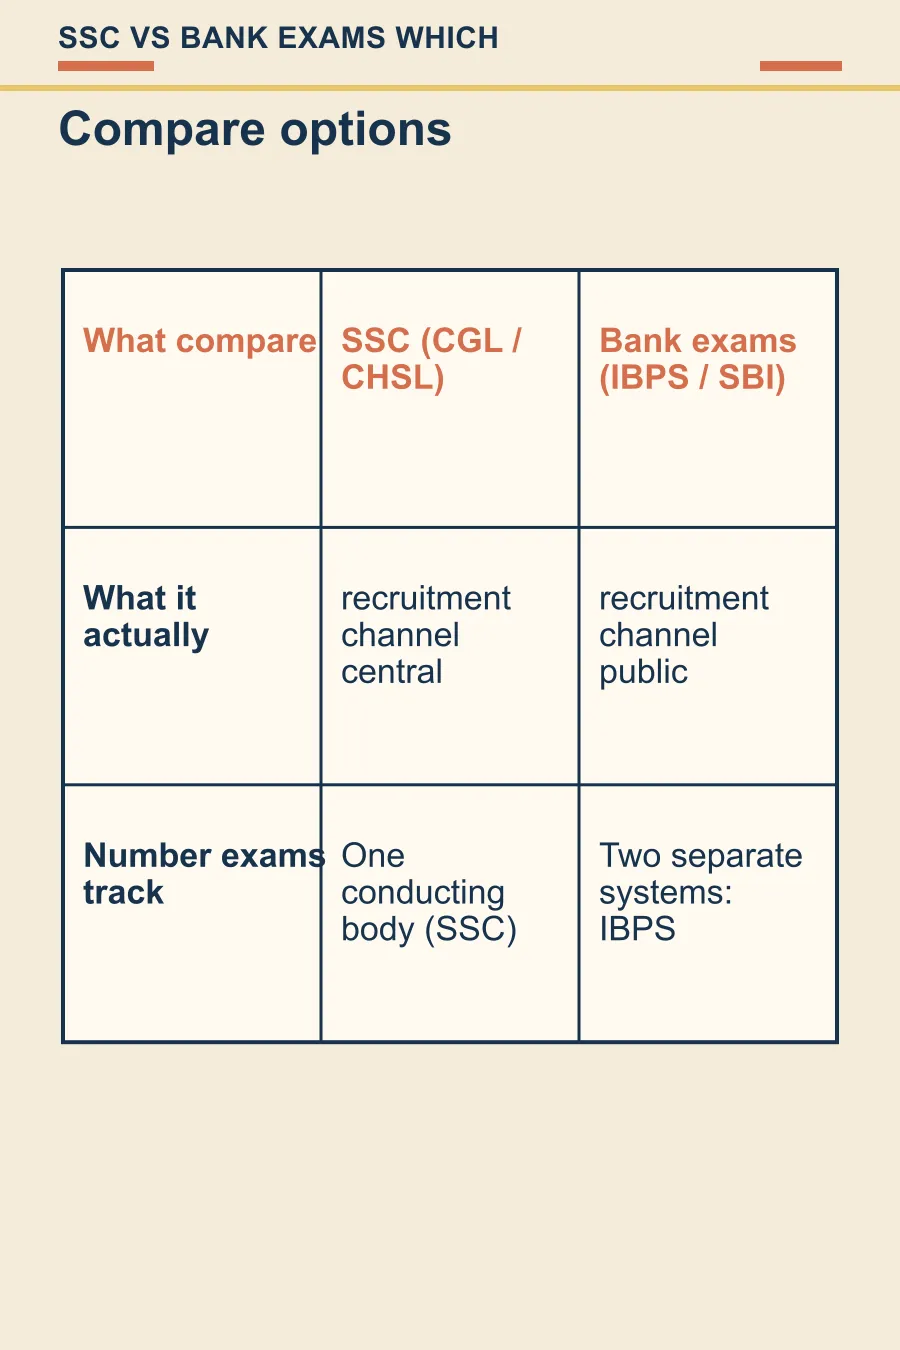 SSC VS BANK EXAMS WHICH
Compare options
What compare
SSC (CGL /
CHSL)
Bank exams
(IBPS / SBI)
What it
actually
recruitment
channel
central
recruitment
channel
public
Number exams
track
One
conducting
body (SSC)
Two separate
systems:
IBPS